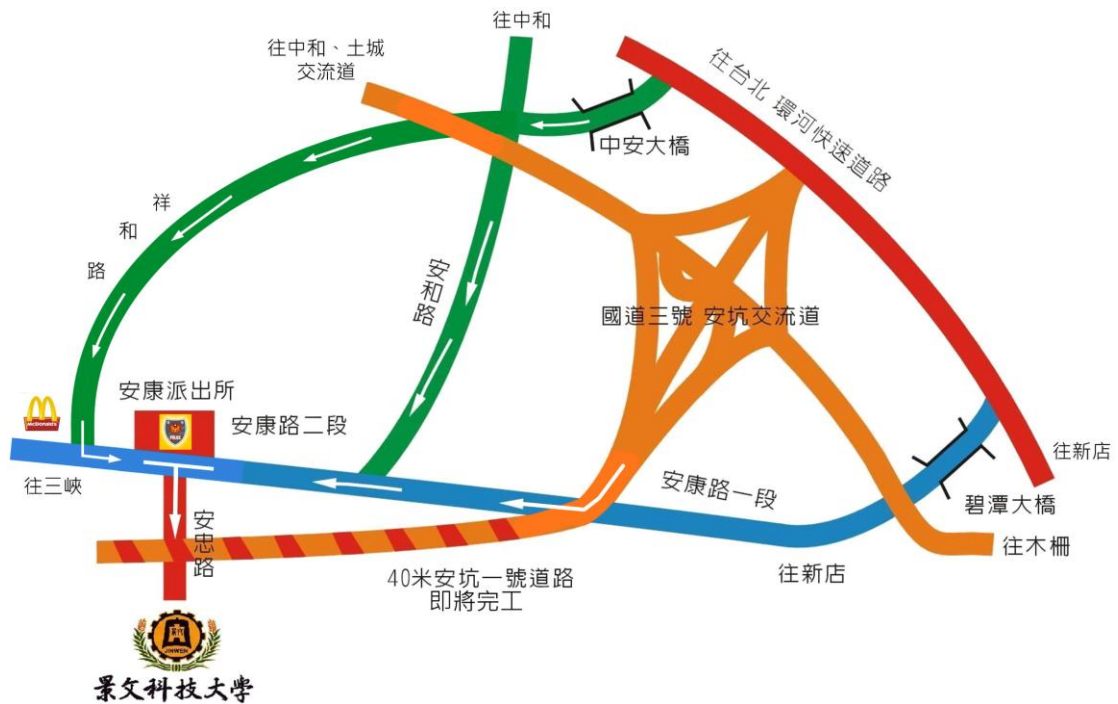 往中和
往中和、土城
交流道
往台北 環河快速道路
中安大橋
祥和路
安和路
國道三號 安坑交流道
安康派出所
McDonald's
安康路二段
往三峽
安康路一段
往新店
碧潭大橋
安忠路
往木柵
往新店
40米安坑一號道路
即將完工
JINWEN
景文科技大學